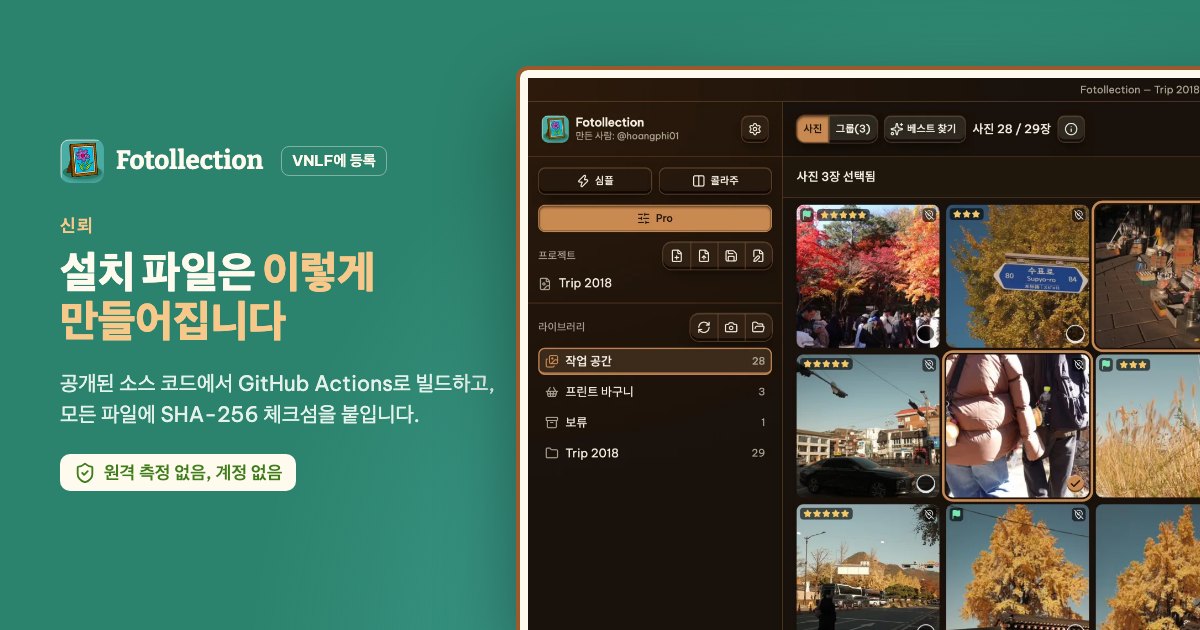 Fotollection
VNLF에 등록
신뢰
설치 파일은 이렇게
만들어집니다
공개된 소스 코드에서 GitHub Actions로 빌드하고,
모든 파일에 SHA-256 체크섬을 붙입니다.
원격 측정 없음, 계정 없음
Fotollection — Trip 2018
Fotollection
만든 사람: @hoangphi01
심플
콜라주
Pro
프로젝트
Trip 2018
라이브러리
작업 공간 28
프린트 바구니 3
보류 1
Trip 2018 29
사진 그룹(3) 베스트 찾기 사진 28 / 29장
사진 3장 선택됨
80 수표로 84
Supyo-ro